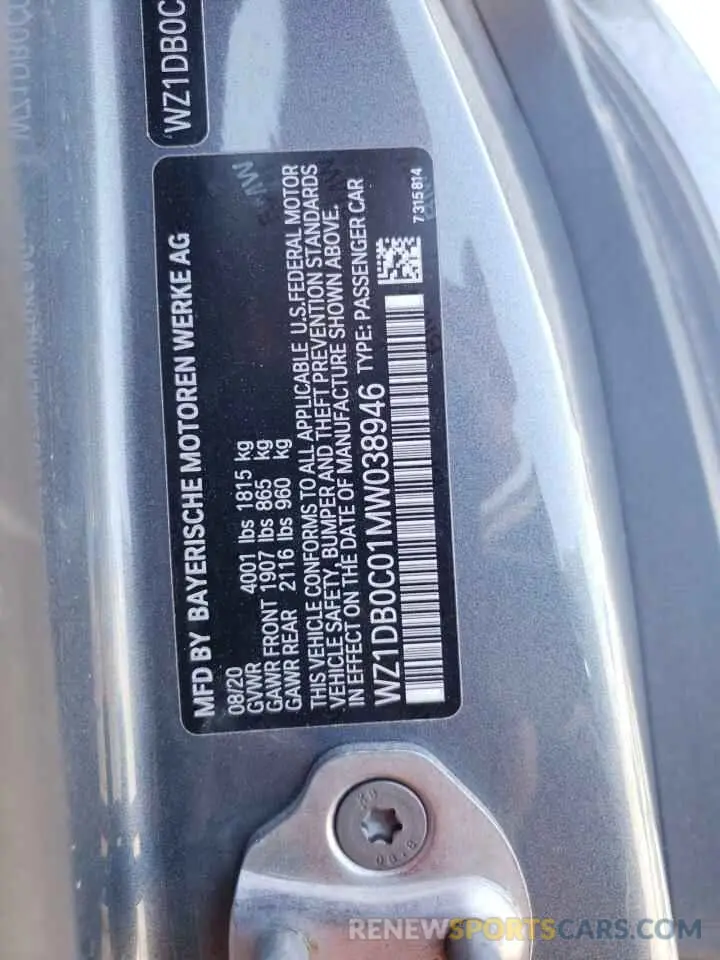 WZ1DB0C
MFD BY BAYERISCHE MOTOREN WERKE AG
08/20
GVWR 4001 lbs 1815 kg
GAWR FRONT 1907 lbs 865 kg
GAWR REAR 2116 lbs 960 kg
THIS VEHICLE CONFORMS TO ALL APPLICABLE U.S.FEDERAL MOTOR
VEHICLE SAFETY, BUMPER AND THEFT PREVENTION STANDARDS
IN EFFECT ON THE DATE OF MANUFACTURE SHOWN ABOVE.
WZ1DB0C01MW038946 TYPE: PASSENGER CAR
7315814
RENEWSPORTSCARS.COM